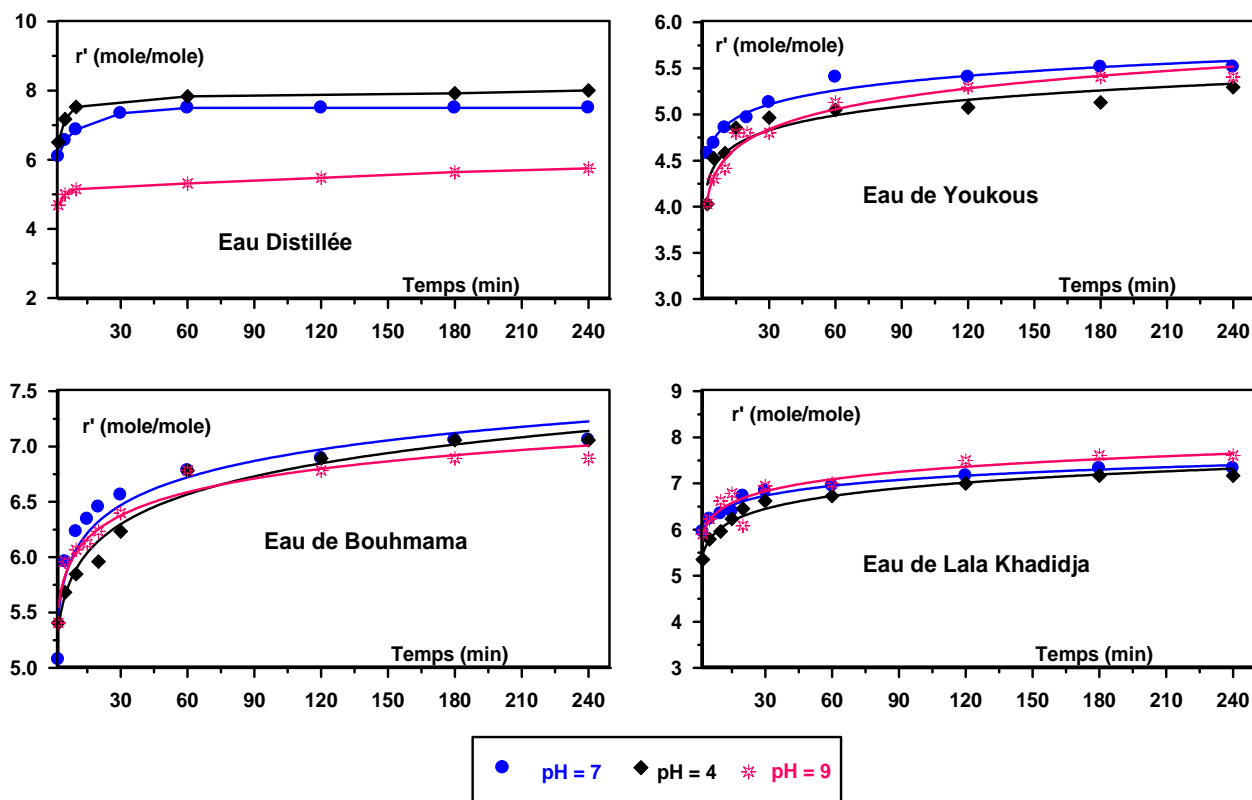 10
8
6
4
2
r' (mole/mole)
Eau Distillée
Temps (min)
30 60 90 120 150 180 210 240
6.0
5.5
5.0
4.5
4.0
3.5
3.0
r' (mole/mole)
Eau de Youkous
Temps (min)
30 60 90 120 150 180 210 240
7.5
7.0
6.5
6.0
5.5
5.0
r' (mole/mole)
Eau de Bouhmama
Temps (min)
30 60 90 120 150 180 210 240
9
8
7
6
5
4
3
r' (mole/mole)
Eau de Lala Khadidja
Temps (min)
30 60 90 120 150 180 210 240
pH = 7 pH = 4 pH = 9